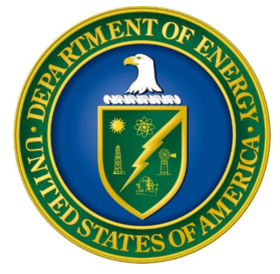 DEPARTMENT OF ENERGY
UNITED STATES OF AMERICA